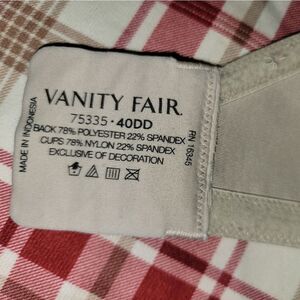 VANITY FAIR.
75335 · 40DD
BACK 78% POLYESTER 22% SPANDEX
CUPS 78% NYLON 22% SPANDEX
EXCLUSIVE OF DECORATION
MADE IN INDONESIA
RN 16345